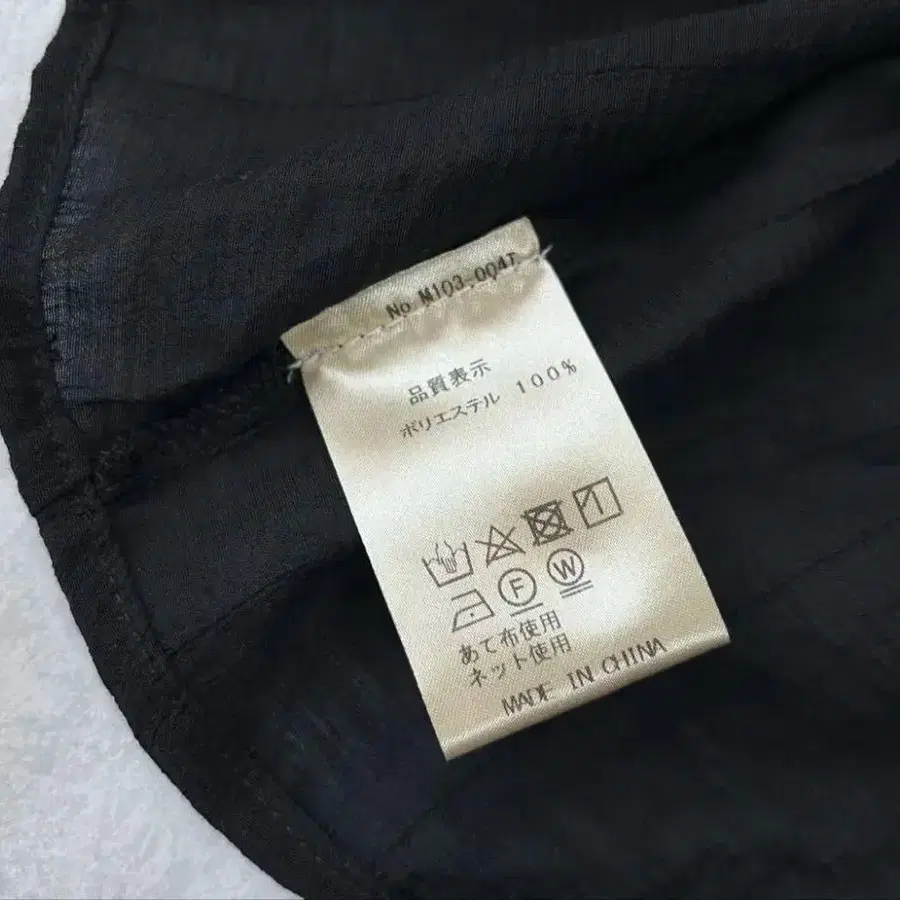 No M103.004T
品質表示
ポリエステル 100%
F W
あて布使用
ネット使用
MADE IN CHINA